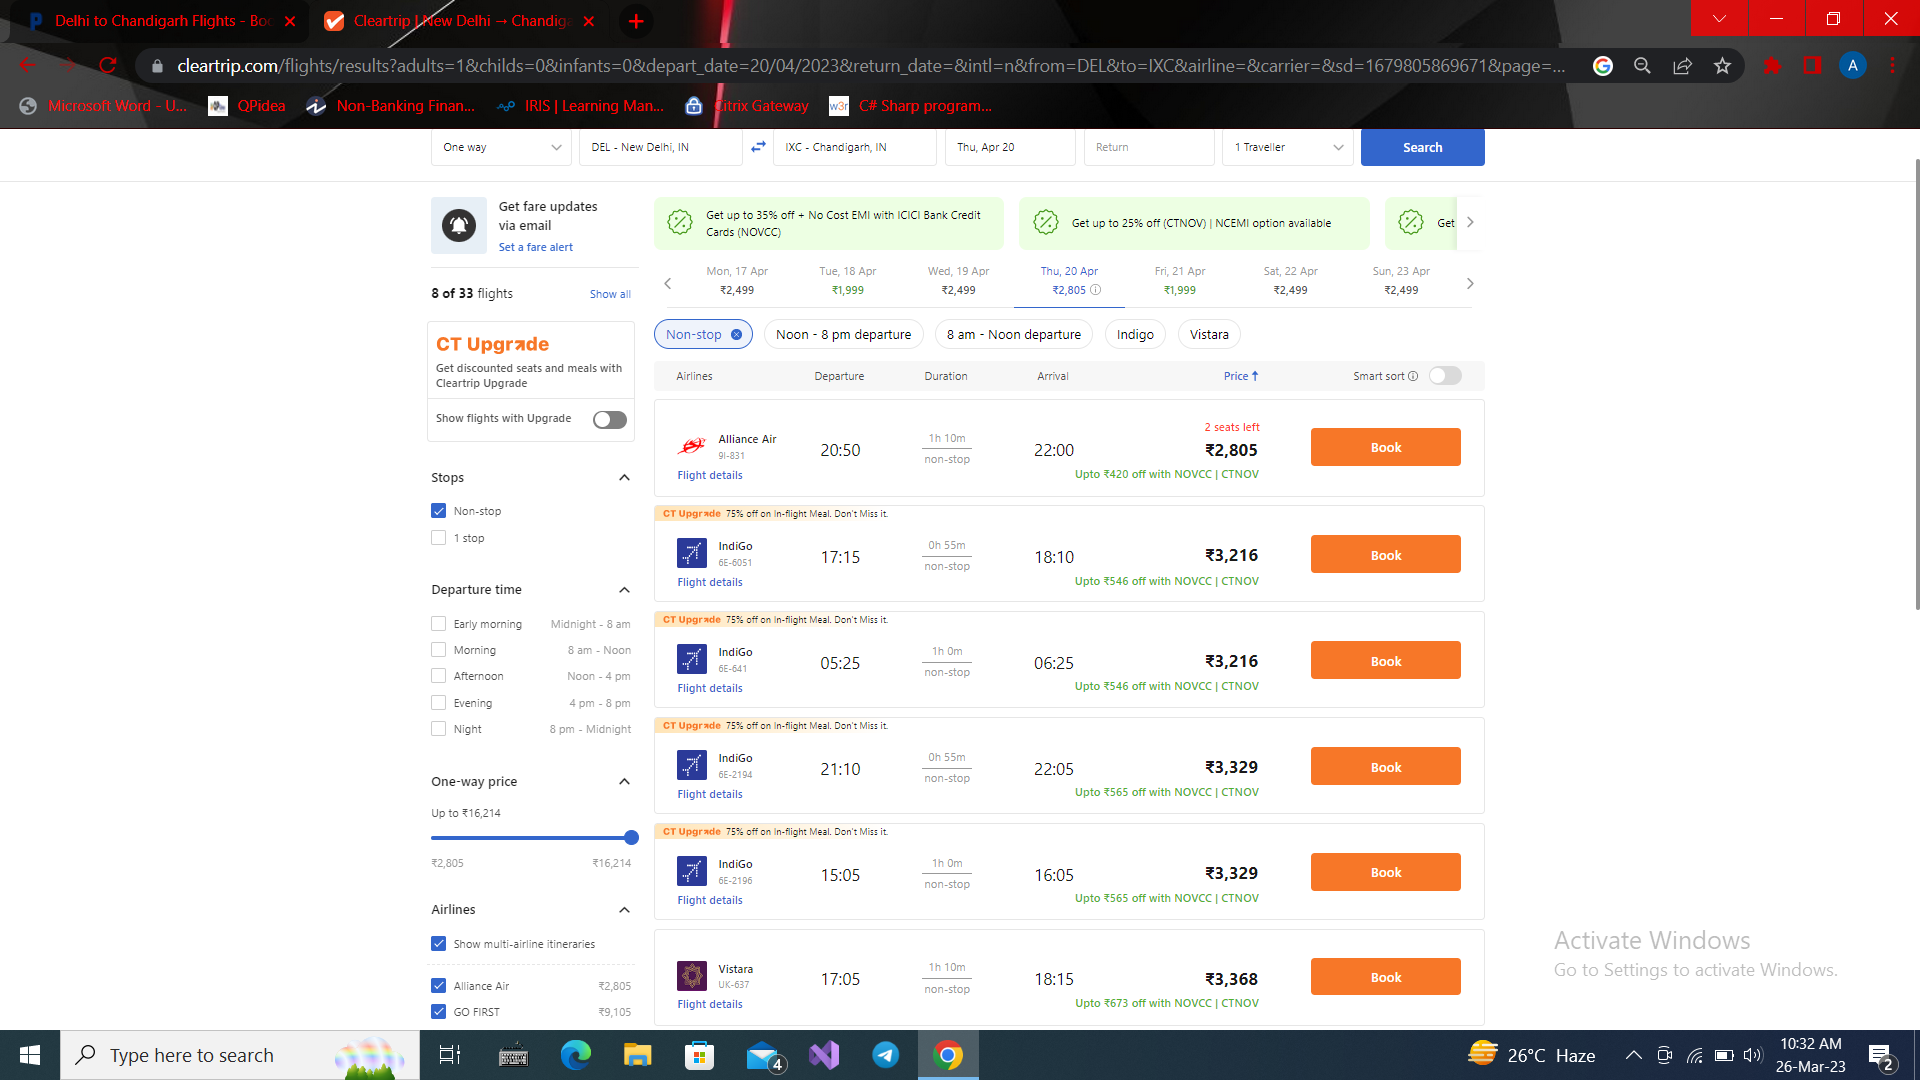 Delhi to Chandigarh Flights - Boo
Cleartrip | New Delhi → Chandiga
cleartrip.com/flights/results?adults=1&childs=0&infants=0&depart_date=20/04/2023&return_date=&intl=n&from=DEL&to=IXC&airline=&carrier=&sd=1679805869671&page=...
A
Microsoft Word - U...
QPidea
Non-Banking Finan...
IRIS | Learning Man...
Citrix Gateway
w3r
C# Sharp program...
One way
DEL - New Delhi, IN
IXC - Chandigarh, IN
Thu, Apr 20
Return
1 Traveller
Search
Get fare updates
via email
Set a fare alert
Get up to 35% off + No Cost EMI with ICICI Bank Credit
Cards (NOVCC)
Get up to 25% off (CTNOV) | NCEMI option available
Get
Mon, 17 Apr
₹2,499
Tue, 18 Apr
₹1,999
Wed, 19 Apr
₹2,499
Thu, 20 Apr
₹2,805
Fri, 21 Apr
₹1,999
Sat, 22 Apr
₹2,499
Sun, 23 Apr
₹2,499
8 of 33 flights
Show all
CT Upgrade
Get discounted seats and meals with
Cleartrip Upgrade
Show flights with Upgrade
Stops
Non-stop
1 stop
Departure time
Early morning Midnight - 8 am
Morning 8 am - Noon
Afternoon Noon - 4 pm
Evening 4 pm - 8 pm
Night 8 pm - Midnight
One-way price
Up to ₹16,214
₹2,805 ₹16,214
Airlines
Show multi-airline itineraries
Alliance Air ₹2,805
GO FIRST ₹9,105
Non-stop
Noon - 8 pm departure
8 am - Noon departure
Indigo
Vistara
Airlines Departure Duration Arrival Price ↑ Smart sort
Alliance Air
9I-831
Flight details
20:50
1h 10m
non-stop
22:00
2 seats left
₹2,805
Upto ₹420 off with NOVCC | CTNOV
Book
CT Upgrade 75% off on In-flight Meal. Don't Miss it.
IndiGo
6E-6051
Flight details
17:15
0h 55m
non-stop
18:10
₹3,216
Upto ₹546 off with NOVCC | CTNOV
Book
CT Upgrade 75% off on In-flight Meal. Don't Miss it.
IndiGo
6E-641
Flight details
05:25
1h 0m
non-stop
06:25
₹3,216
Upto ₹546 off with NOVCC | CTNOV
Book
CT Upgrade 75% off on In-flight Meal. Don't Miss it.
IndiGo
6E-2194
Flight details
21:10
0h 55m
non-stop
22:05
₹3,329
Upto ₹565 off with NOVCC | CTNOV
Book
CT Upgrade 75% off on In-flight Meal. Don't Miss it.
IndiGo
6E-2196
Flight details
15:05
1h 0m
non-stop
16:05
₹3,329
Upto ₹565 off with NOVCC | CTNOV
Book
Vistara
UK-637
Flight details
17:05
1h 10m
non-stop
18:15
₹3,368
Upto ₹673 off with NOVCC | CTNOV
Book
Activate Windows
Go to Settings to activate Windows.
Type here to search
4
26°C Haze
10:32 AM
26-Mar-23
2